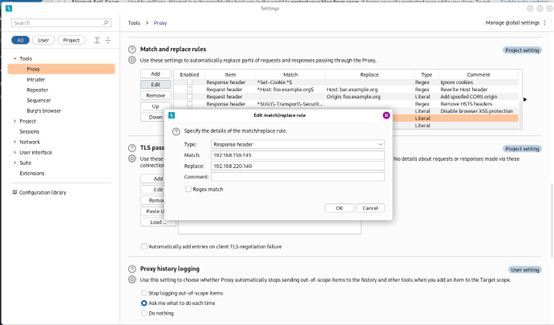 Settings
Search
Tools > Proxy
Manage global settings
All
User
Project
Tools
Proxy
Intruder
Repeater
Sequencer
Burp's browser
Project
Sessions
Network
User interface
Suite
Extensions
Configuration library
Match and replace rules
Project setting
Use these settings to automatically replace parts of requests and responses passing through the Proxy.
Add
Edit
Remove
Up
Down
Enabled Item Match Replace Type Comment
Response header ^Set-Cookie.*$ Regex Ignore cookies
Request header ^Host: foo.example.org$ Host: bar.example.org Regex Rewrite Host header
Request header Origin: foo.example.org Literal Add spoofed CORS origin
Response header ^Strict\-Transport\-Securit... Regex Remove HSTS headers
Literal Disable browser XSS protection
Literal
Literal
Edit match/replace rule
Specify the details of the match/replace rule.
Type: Response header
Match: 192.168.159.145
Replace: 192.168.220.140
Comment:
Regex match
OK
Cancel
TLS pass
Project setting
Use these
No details about requests or responses made via these
connection
Add
Edit
Remov
Paste U
Load ...
Automatically add entries on client TLS negotiation failure
Proxy history logging
User setting
Use this setting to choose whether Proxy automatically stops sending out-of-scope items to the history and other tools when you add an item to the Target scope.
Stop logging out-of-scope items
Ask me what to do each time
Do nothing